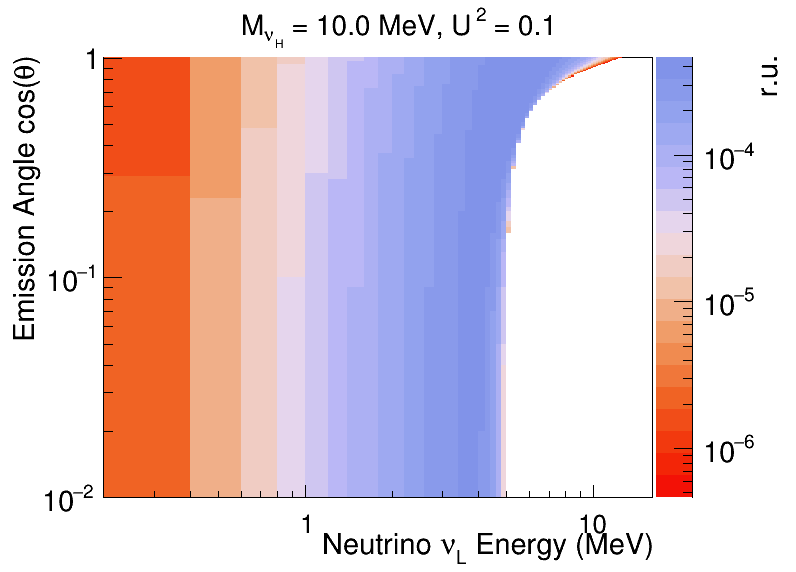 M_{ν_H} = 10.0 MeV, U² = 0.1
Emission Angle cos(θ)
1
10⁻¹
10⁻²
1
10
Neutrino ν_L Energy (MeV)
r.u.
10⁻⁴
10⁻⁵
10⁻⁶